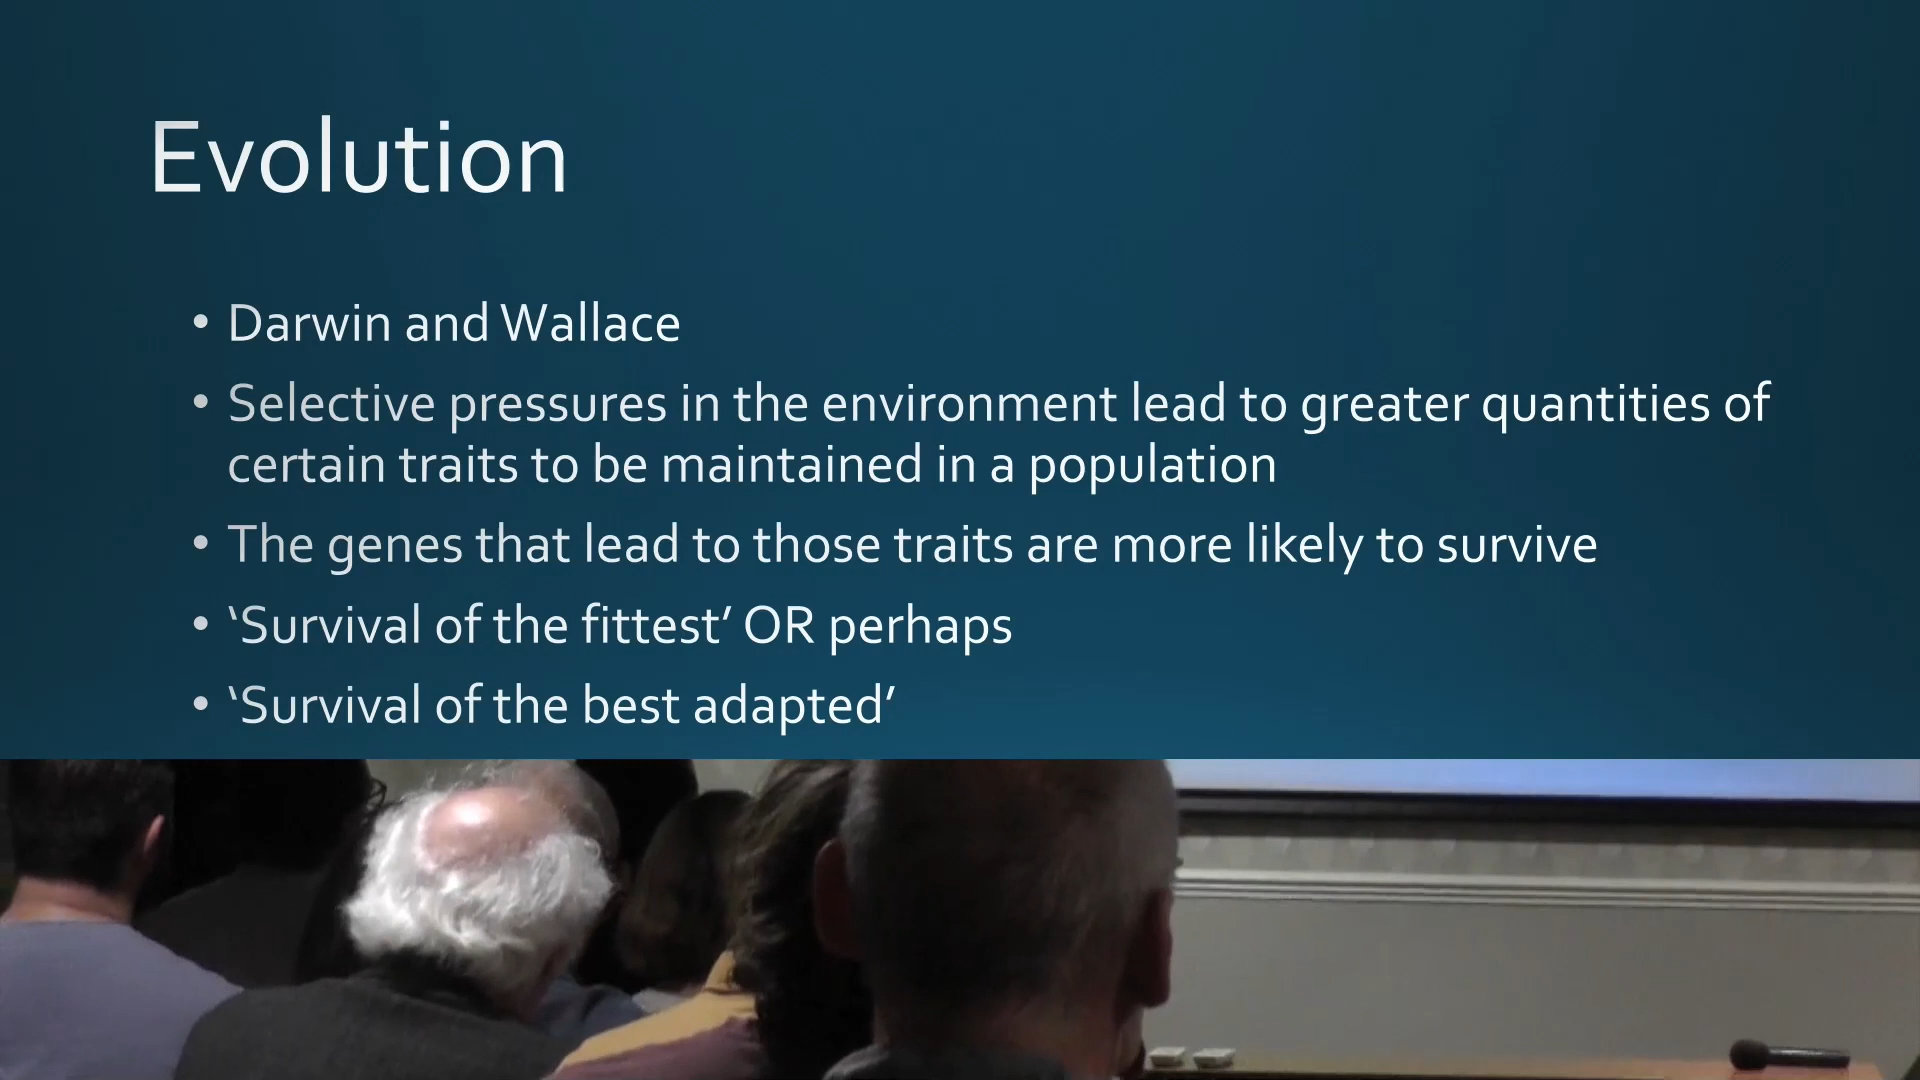 Evolution
• Darwin and Wallace
• Selective pressures in the environment lead to greater quantities of
certain traits to be maintained in a population
• The genes that lead to those traits are more likely to survive
• ‘Survival of the fittest’ OR perhaps
• ‘Survival of the best adapted’